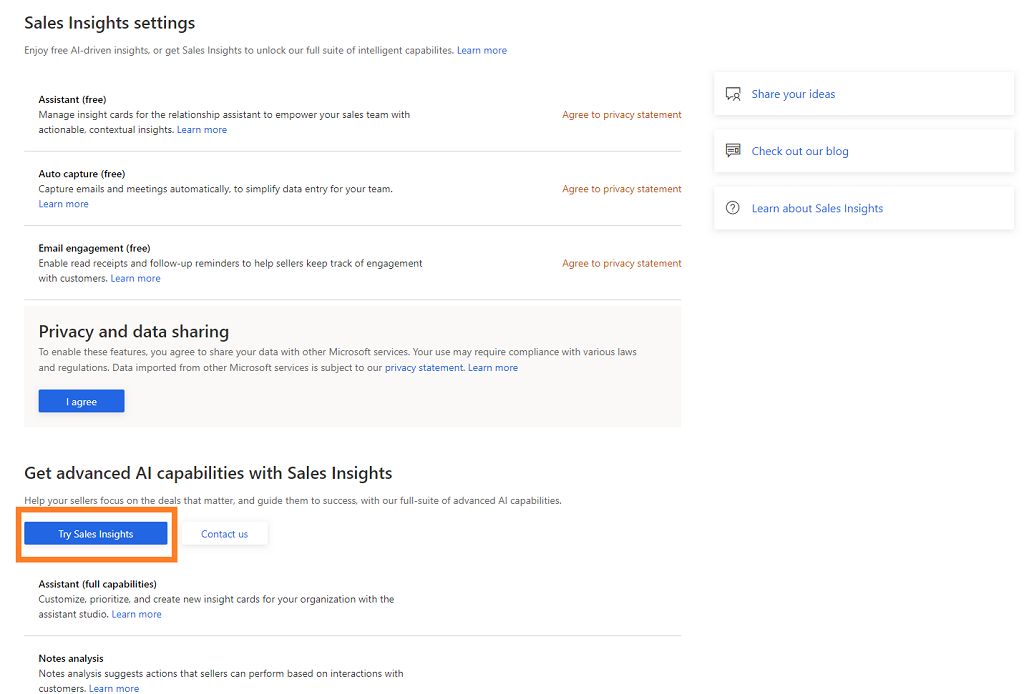 Sales Insights settings
Enjoy free AI-driven insights, or get Sales Insights to unlock our full suite of intelligent capabilites. Learn more
Assistant (free)
Manage insight cards for the relationship assistant to empower your sales team with
actionable, contextual insights. Learn more
Agree to privacy statement
Auto capture (free)
Capture emails and meetings automatically, to simplify data entry for your team.
Learn more
Agree to privacy statement
Email engagement (free)
Enable read receipts and follow-up reminders to help sellers keep track of engagement
with customers. Learn more
Agree to privacy statement
Privacy and data sharing
To enable these features, you agree to share your data with other Microsoft services. Your use may require compliance with various laws
and regulations. Data imported from other Microsoft services is subject to our privacy statement. Learn more
I agree
Get advanced AI capabilities with Sales Insights
Help your sellers focus on the deals that matter, and guide them to success, with our full-suite of advanced AI capabilities.
Try Sales Insights
Contact us
Assistant (full capabilities)
Customize, prioritize, and create new insight cards for your organization with the
assistant studio. Learn more
Notes analysis
Notes analysis suggests actions that sellers can perform based on interactions with
customers. Learn more
Share your ideas
Check out our blog
Learn about Sales Insights